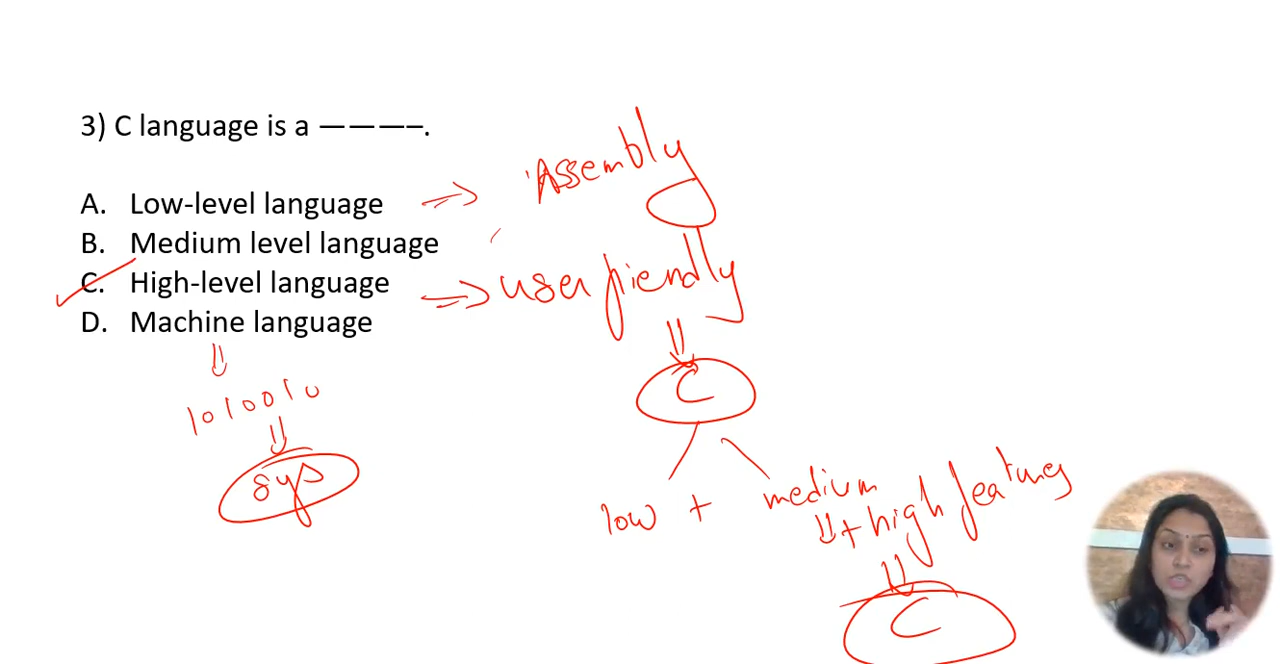 3) C language is a ————.
A. Low-level language
B. Medium level language
C. High-level language
D. Machine language
Assembly
user friendly
C
1010010
sys
low + medium
+ high features
C